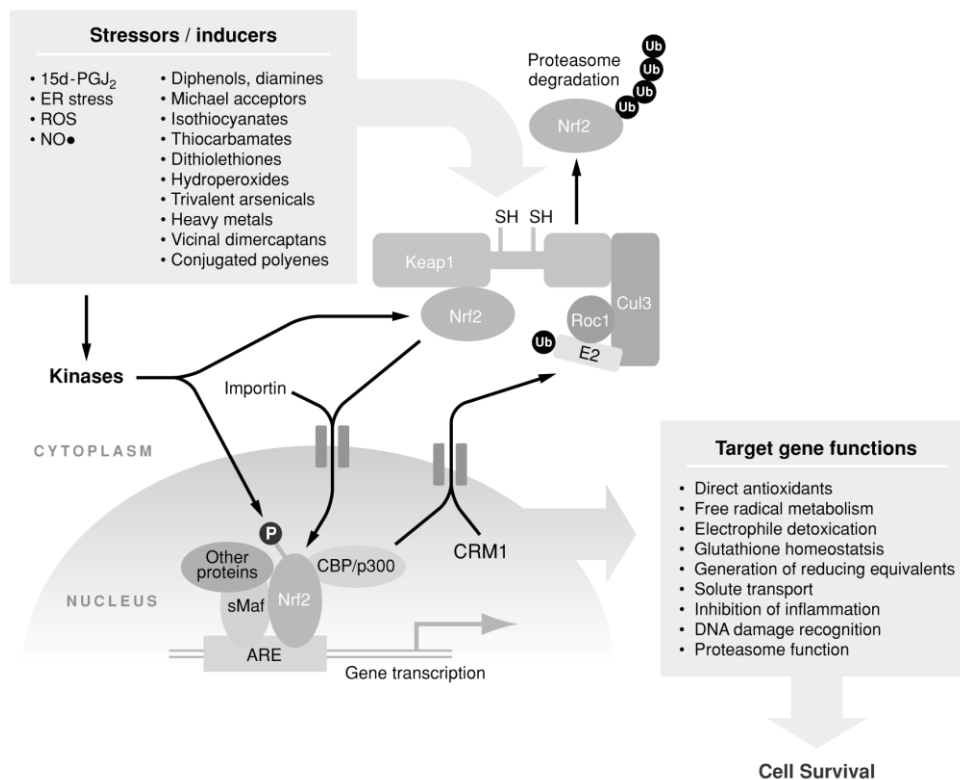 Stressors / inducers
• 15d-PGJ₂
• ER stress
• ROS
• NO●
• Diphenols, diamines
• Michael acceptors
• Isothiocyanates
• Thiocarbamates
• Dithiolethiones
• Hydroperoxides
• Trivalent arsenicals
• Heavy metals
• Vicinal dimercaptans
• Conjugated polyenes
Proteasome
degradation
Ub
Ub
Ub
Ub
Nrf2
SH SH
Keap1
Cul3
Nrf2
Roc1
Ub
E2
Kinases
Importin
CYTOPLASM
P
CRM1
Other
proteins
CBP/p300
NUCLEUS
sMaf
Nrf2
ARE
Gene transcription
Target gene functions
• Direct antioxidants
• Free radical metabolism
• Electrophile detoxication
• Glutathione homeostatsis
• Generation of reducing equivalents
• Solute transport
• Inhibition of inflammation
• DNA damage recognition
• Proteasome function
Cell Survival